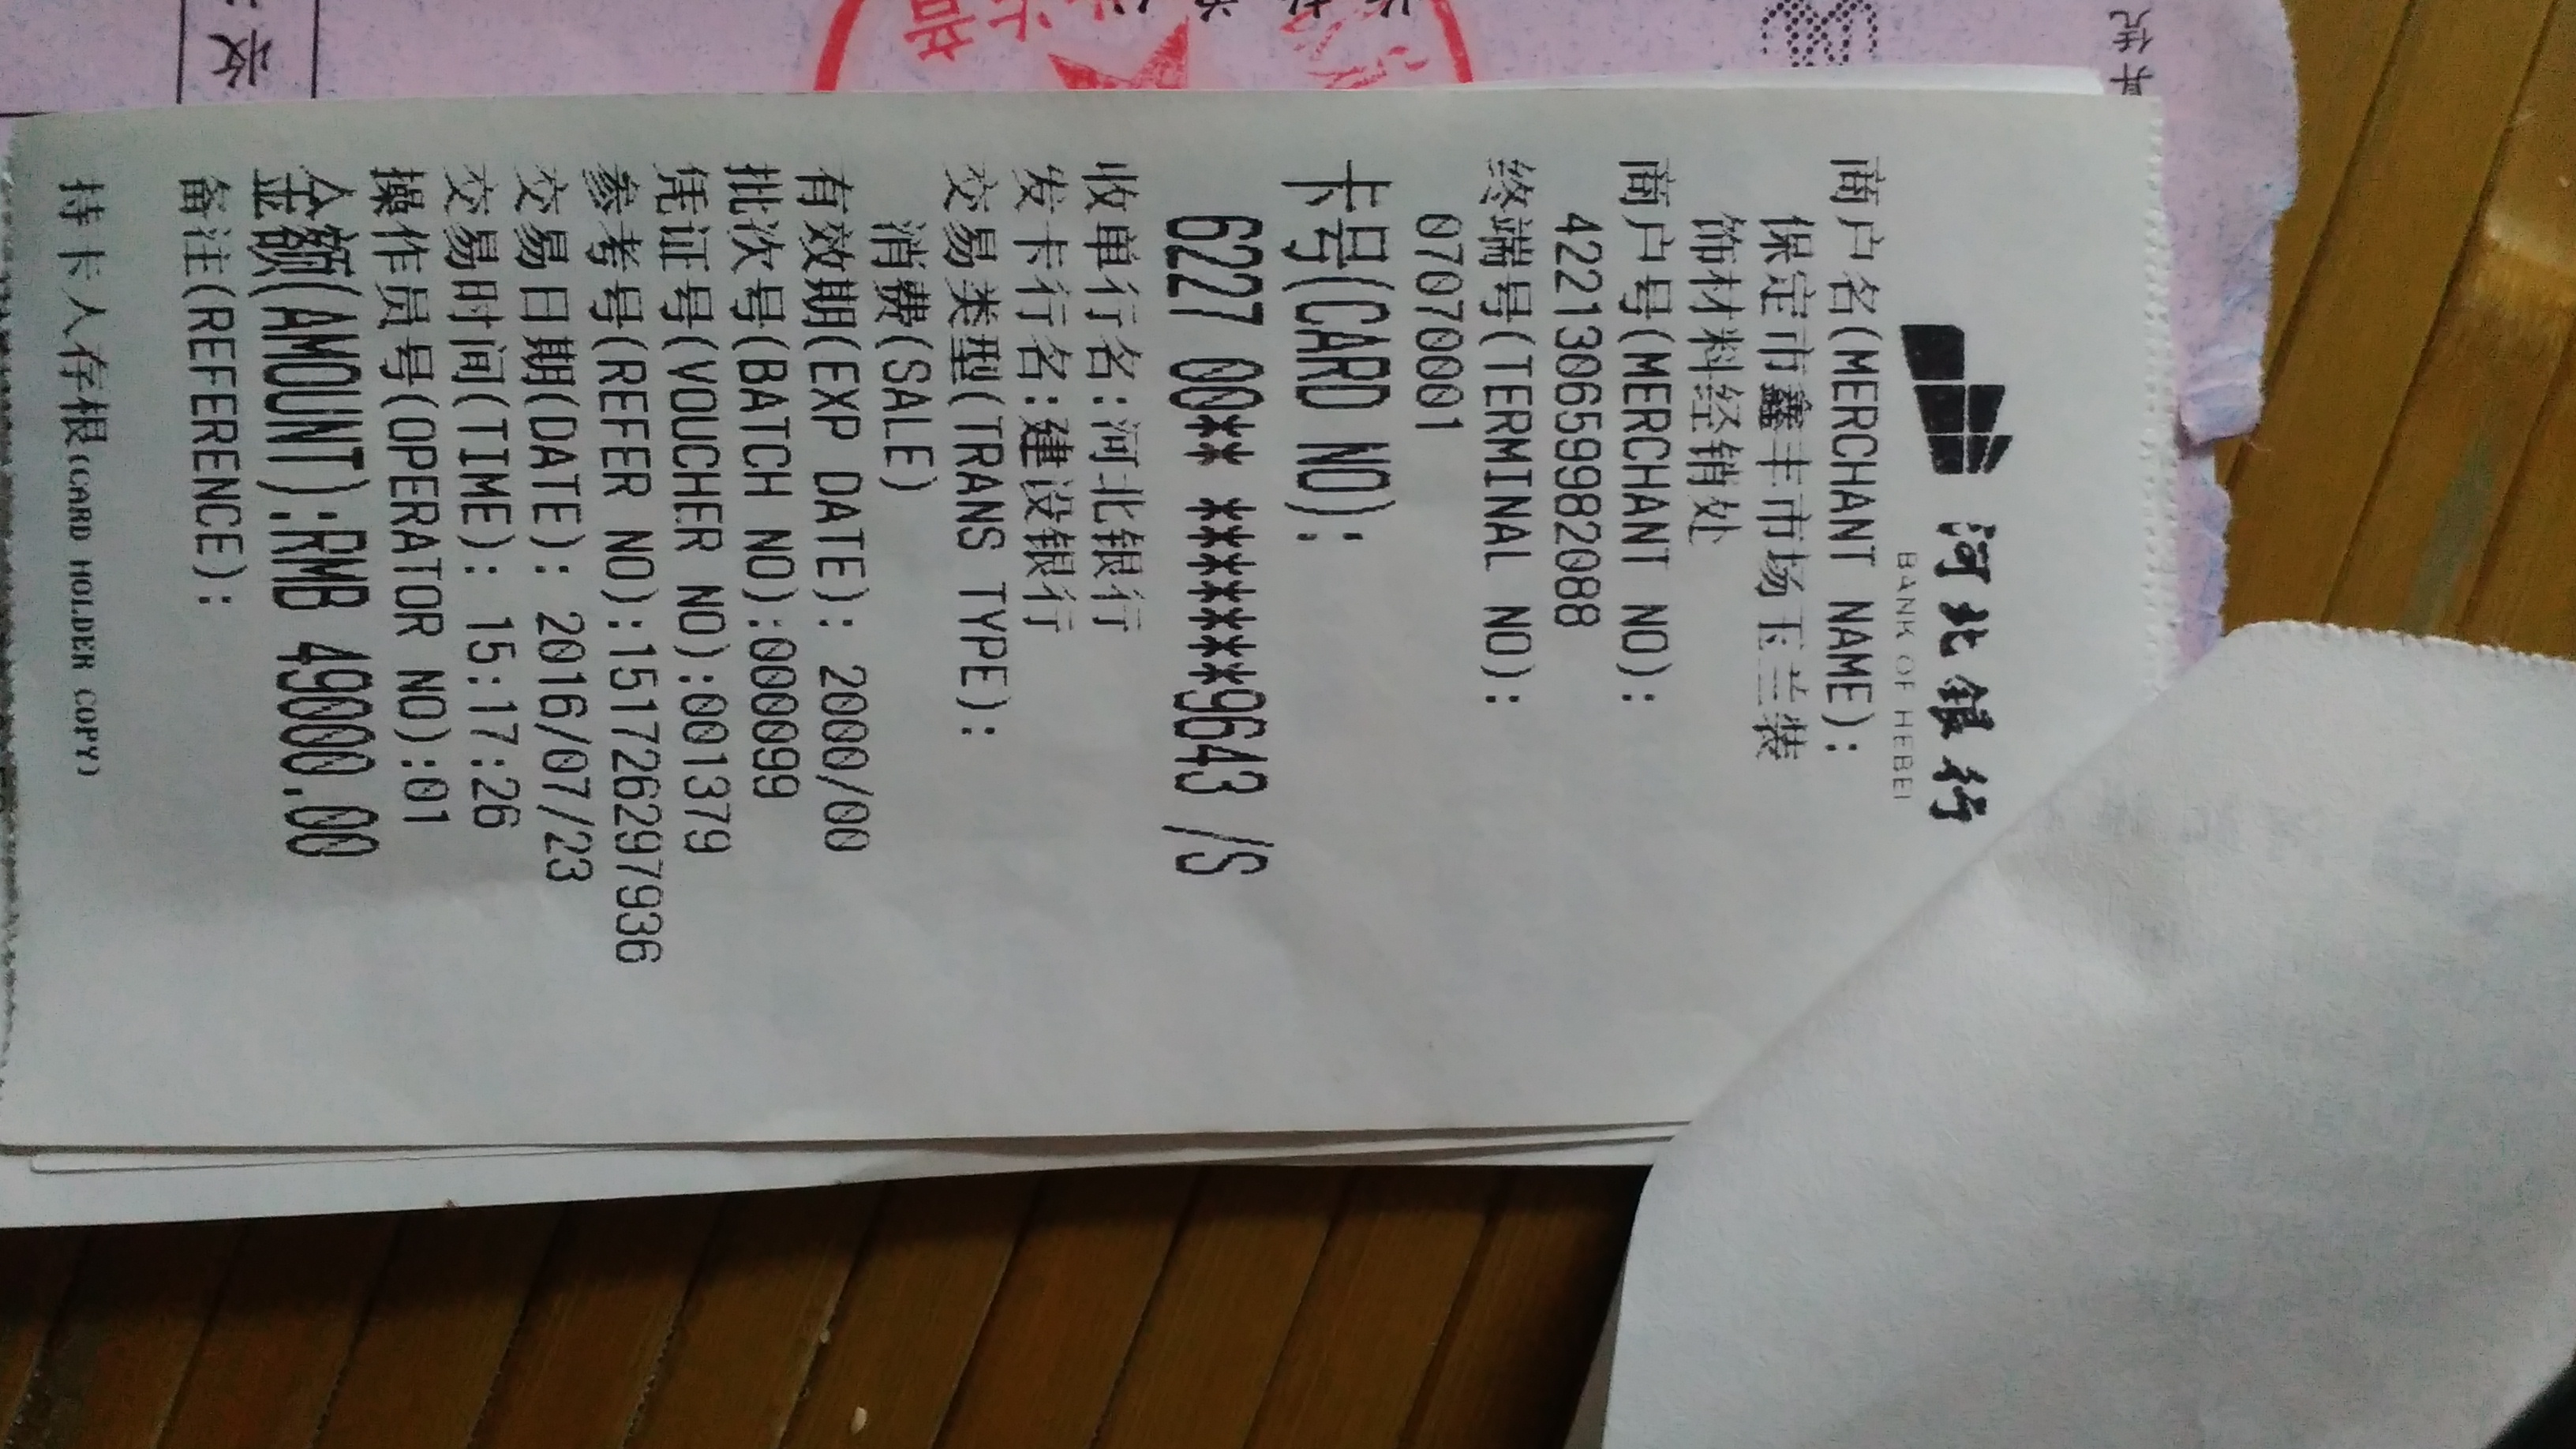 河北银行
BANK OF HEBEI
商户名(MERCHANT NAME):
保定市鑫丰市场玉兰装
饰材料经销处
商户号(MERCHANT NO):
422130659982088
终端号(TERMINAL NO):
07070001
卡号(CARD NO):
6227 00** ******9643 /S
收单行名:河北银行
发卡行名:建设银行
交易类型(TRANS TYPE):
消费(SALE)
有效期(EXP DATE): 2000/00
批次号(BATCH NO):000099
凭证号(VOUCHER NO):001379
参考号(REFER NO):151726297936
交易日期(DATE): 2016/07/23
交易时间(TIME): 15:17:26
操作员号(OPERATOR NO):01
金额(AMOUNT):RMB 49000.00
备注(REFERENCE):
持卡人存根(CARD HOLDER COPY)
收